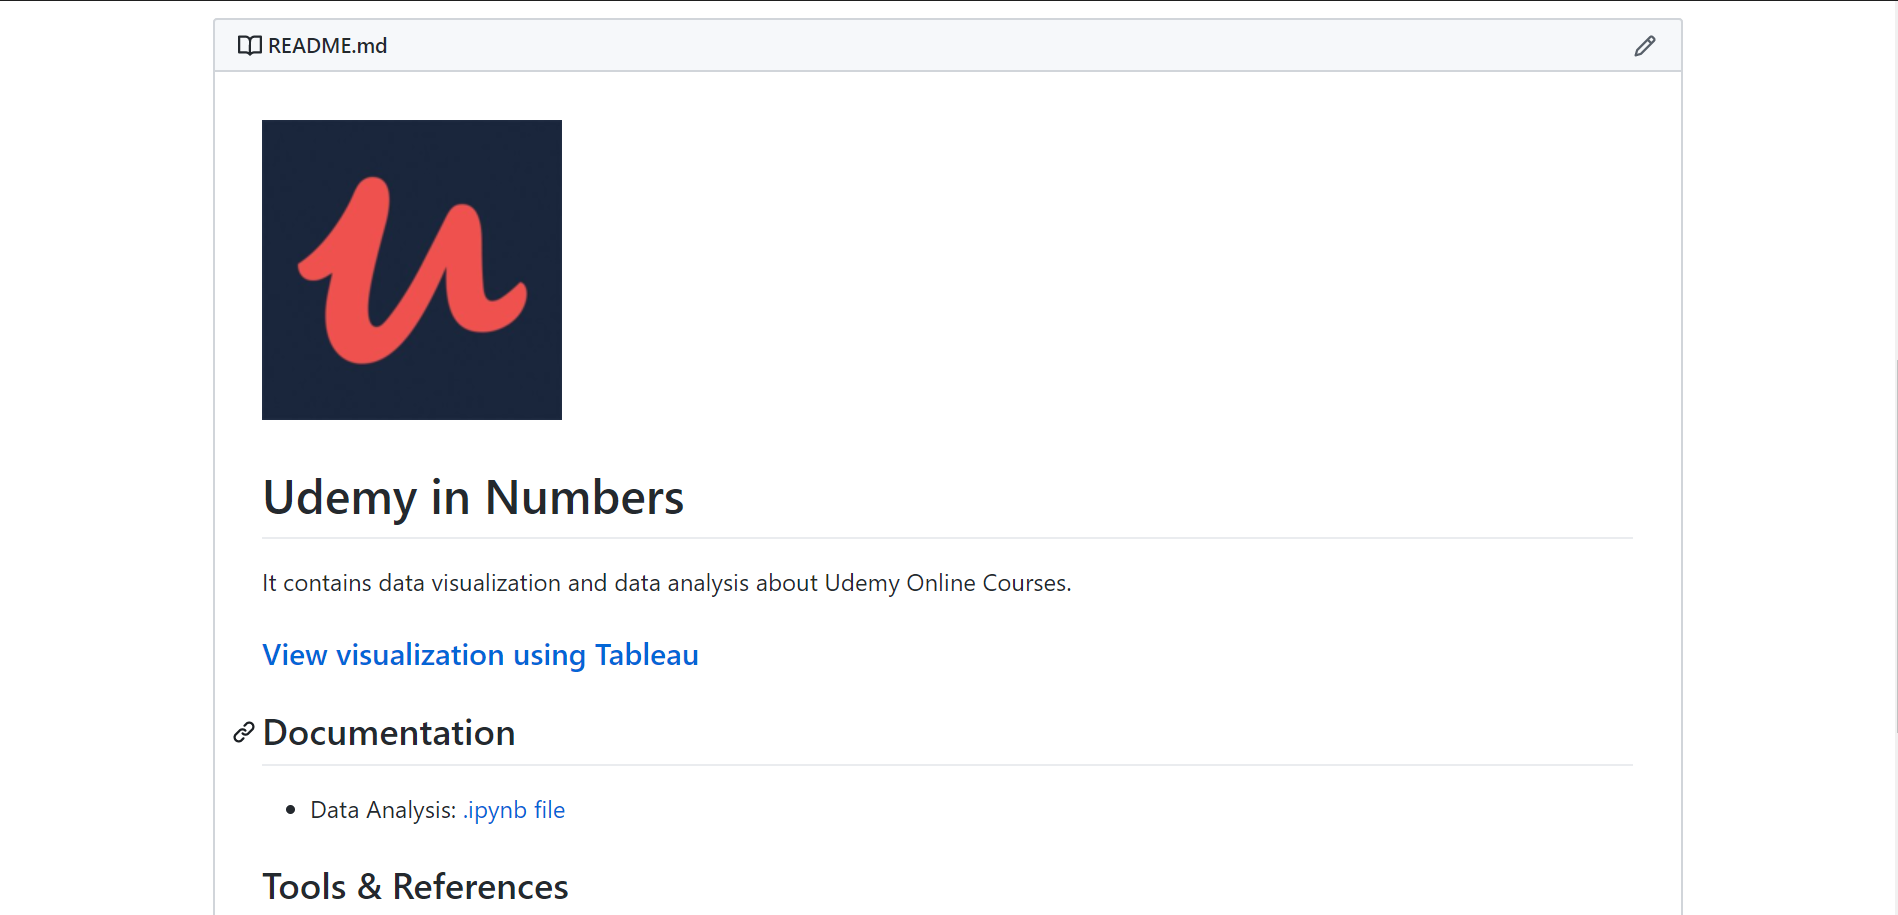 README.md
u
Udemy in Numbers
It contains data visualization and data analysis about Udemy Online Courses.
View visualization using Tableau
Documentation
Data Analysis: .ipynb file
Tools & References